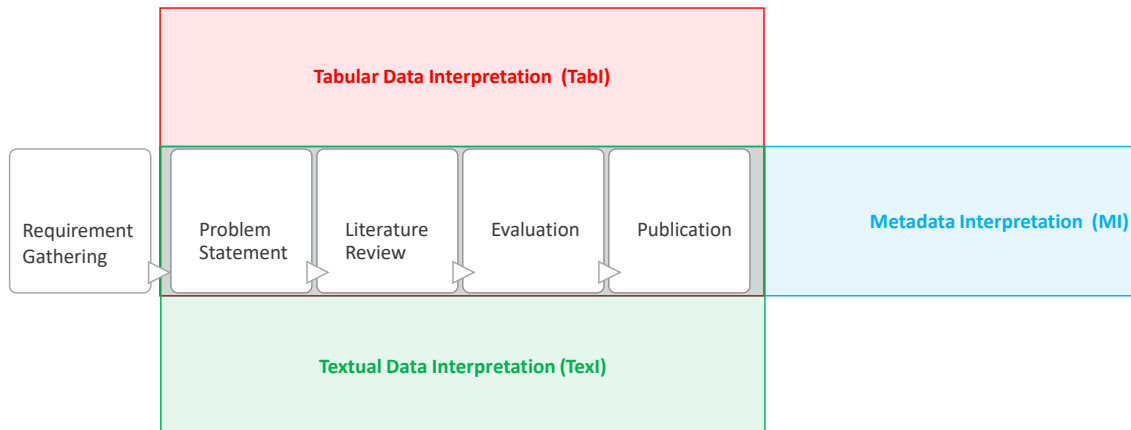 Tabular Data Interpretation (TabI)
Requirement
Gathering
Problem
Statement
Literature
Review
Evaluation
Publication
Metadata Interpretation (MI)
Textual Data Interpretation (TexI)